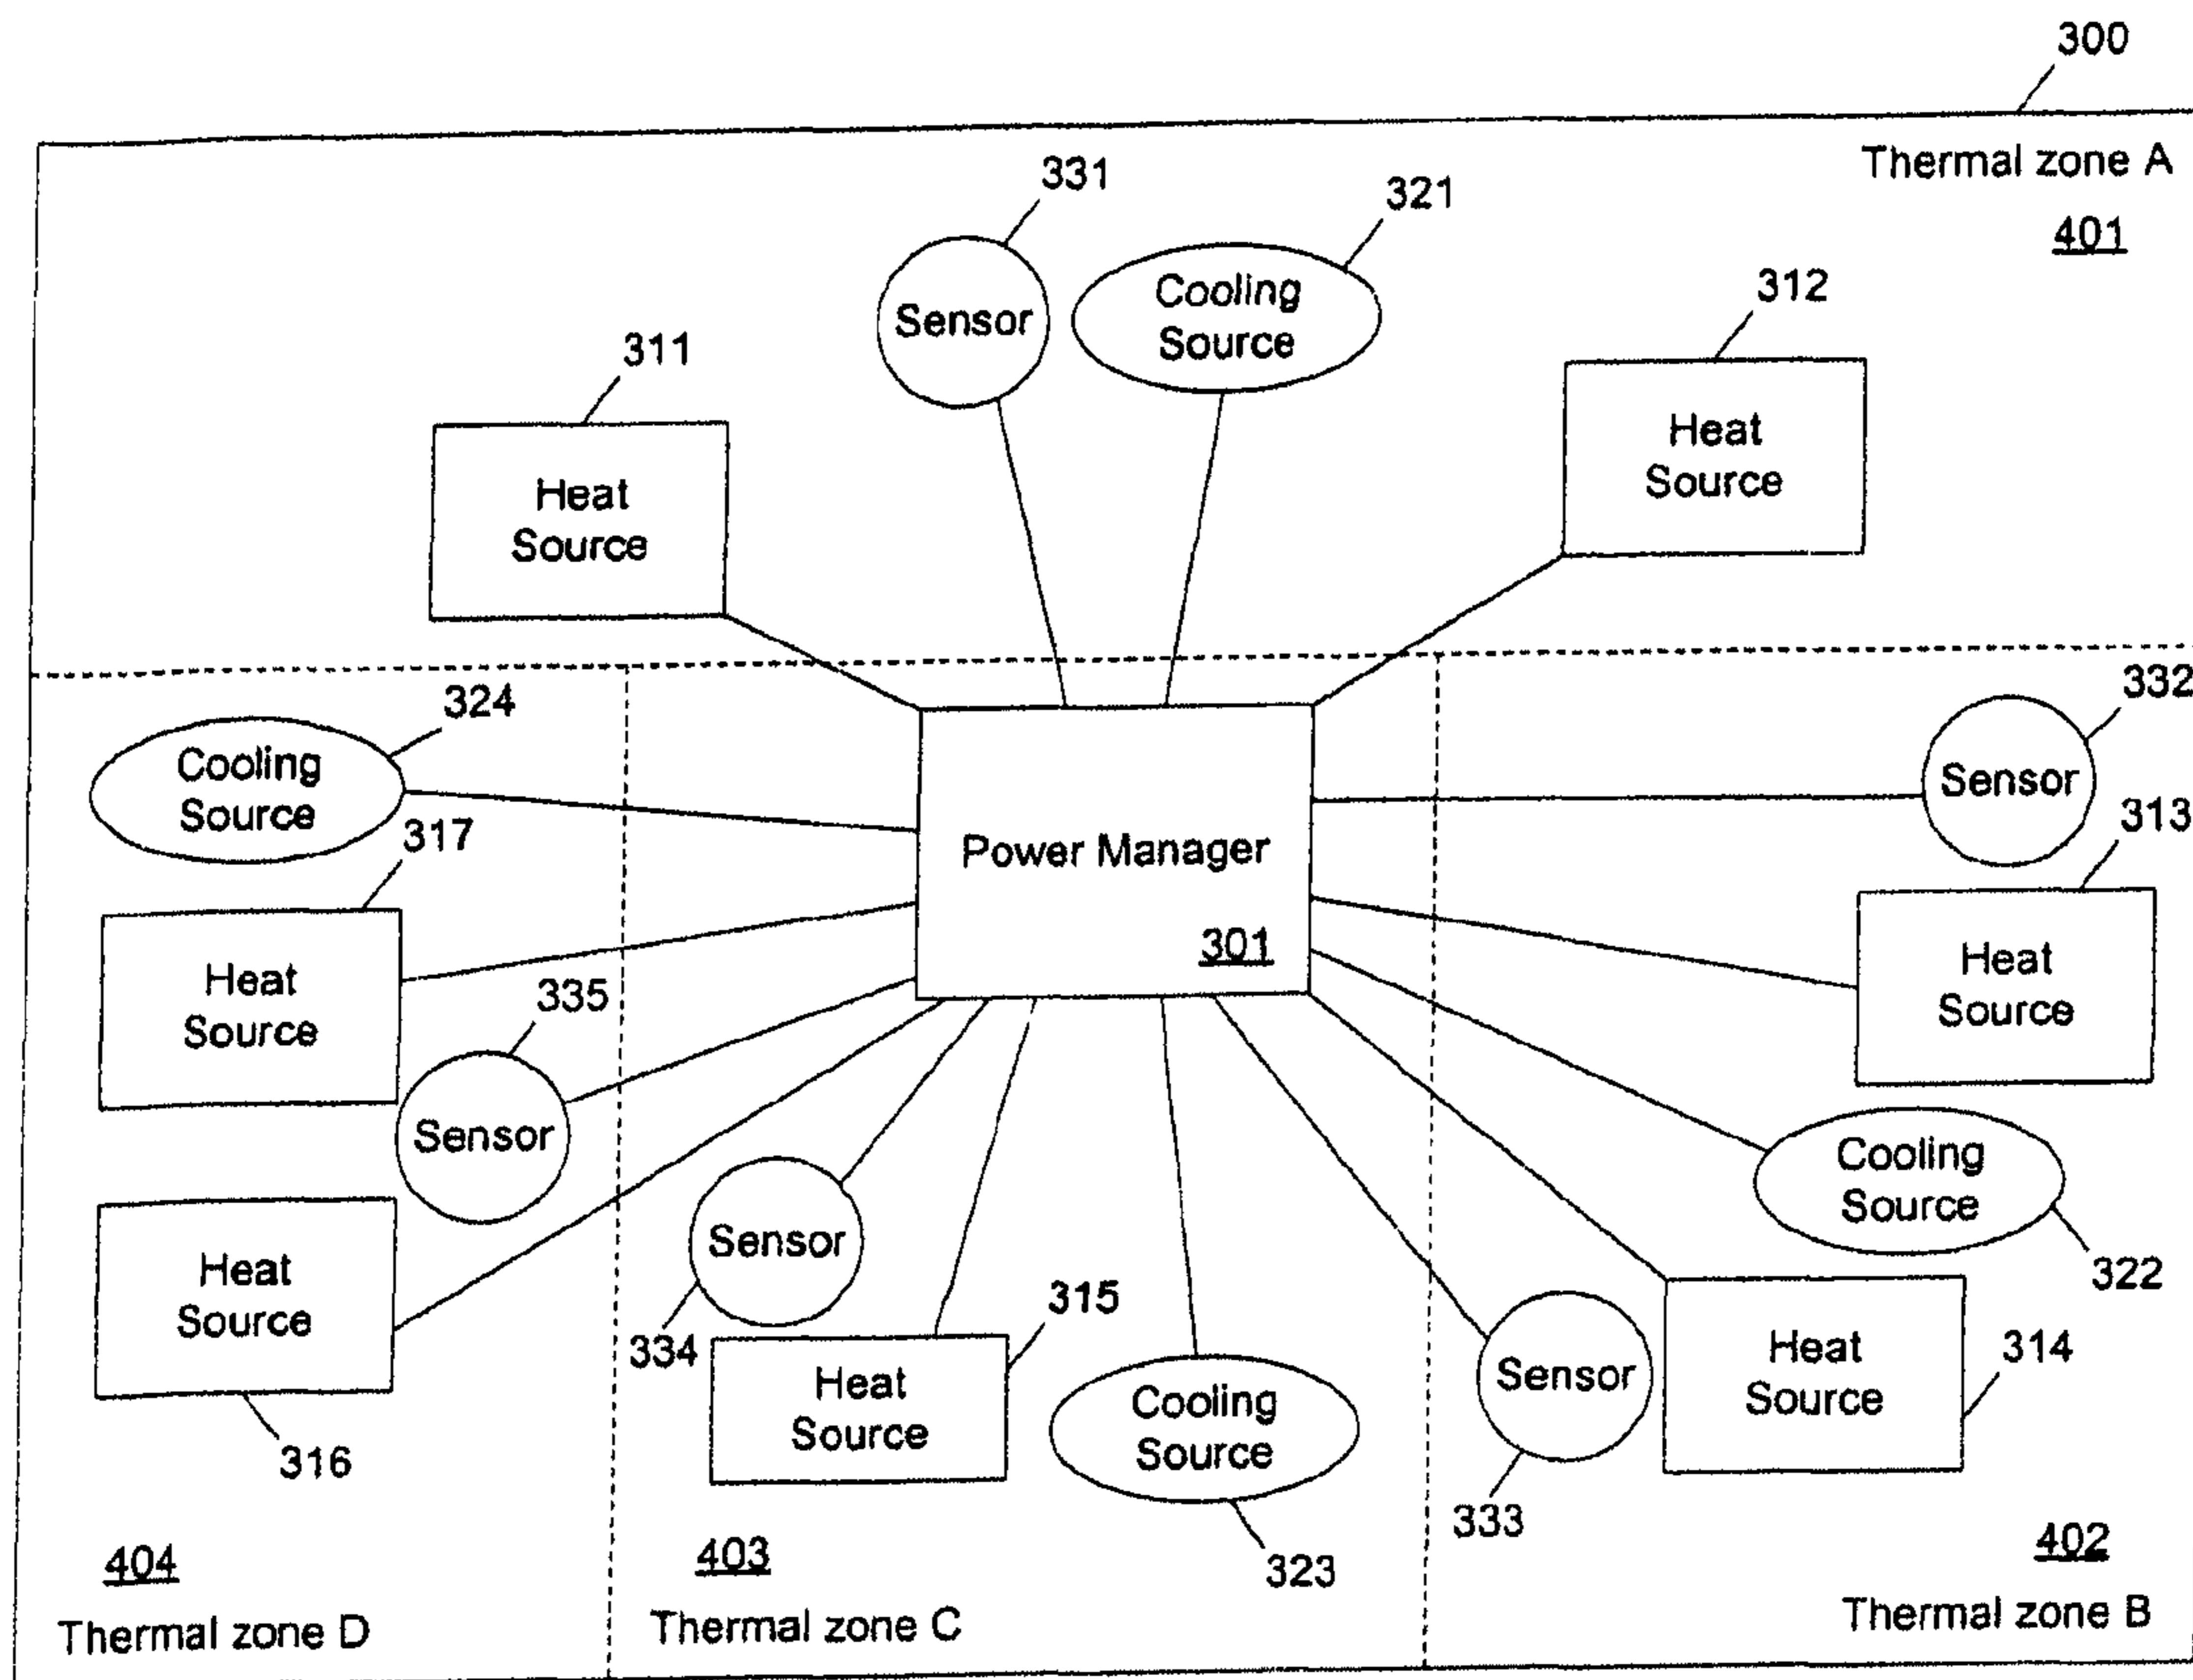 300
Thermal zone A
401
331
321
Sensor
Cooling
Source
312
311
Heat
Source
Heat
Source
324
Cooling
Source
332
Sensor
317
Heat
Source
Power Manager
301
313
Heat
Source
335
Sensor
Cooling
Source
322
Heat
Source
316
Sensor
334
315
Heat
Source
Cooling
Source
323
Sensor
333
Heat
Source
314
404
Thermal zone D
403
Thermal zone C
402
Thermal zone B